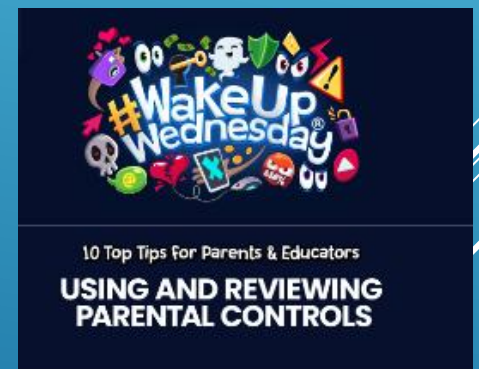 #WakeUp
Wednesday®
10 Top Tips for Parents & Educators
USING AND REVIEWING
PARENTAL CONTROLS